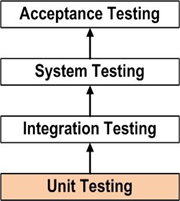 Acceptance Testing
System Testing
Integration Testing
Unit Testing